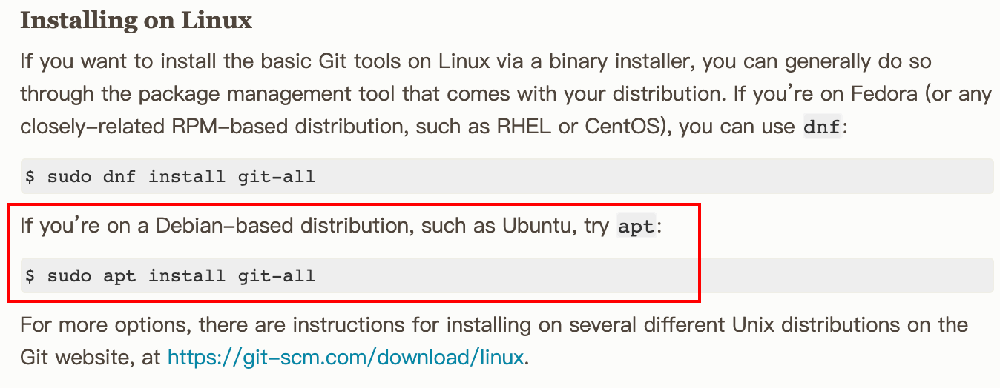 Installing on Linux
If you want to install the basic Git tools on Linux via a binary installer, you can generally do so
through the package management tool that comes with your distribution. If you’re on Fedora (or any
closely-related RPM-based distribution, such as RHEL or CentOS), you can use dnf:
$ sudo dnf install git-all
If you’re on a Debian-based distribution, such as Ubuntu, try apt:
$ sudo apt install git-all
For more options, there are instructions for installing on several different Unix distributions on the
Git website, at https://git-scm.com/download/linux.